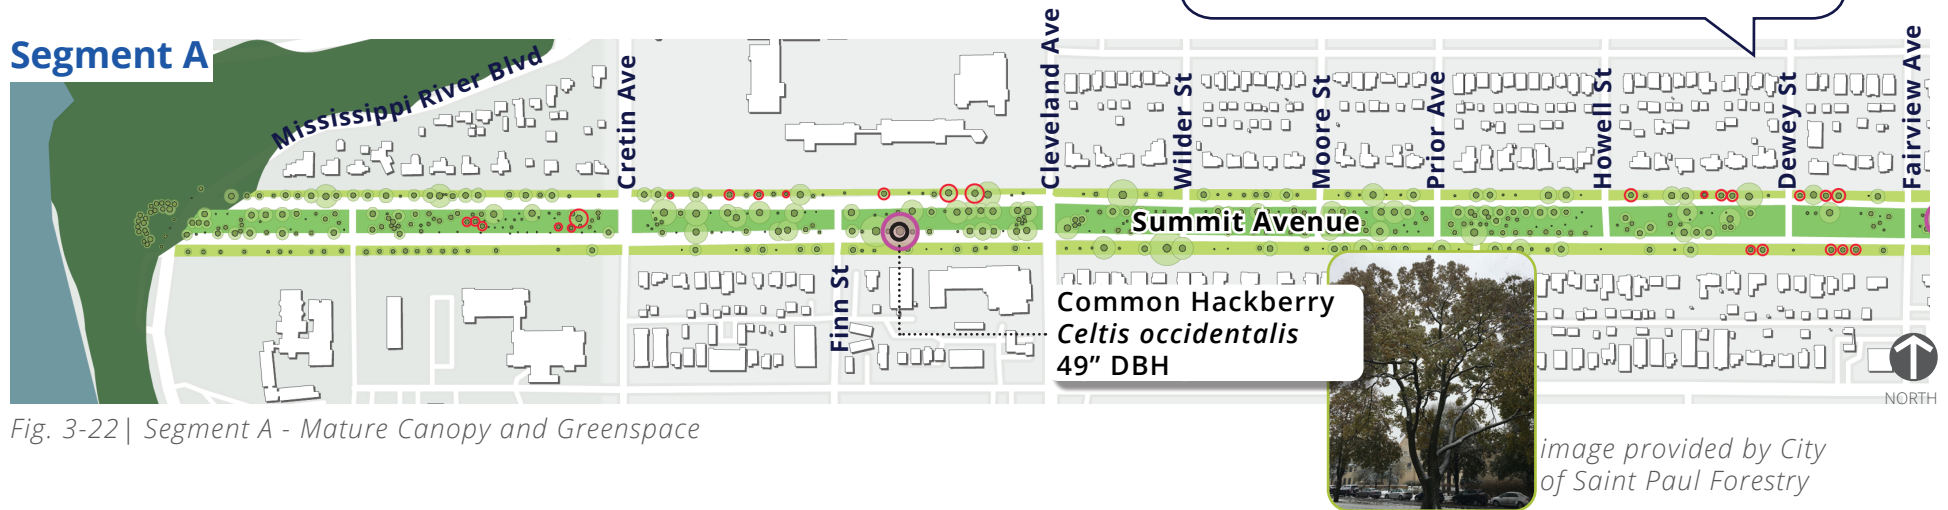 Segment A
Mississippi River Blvd
Cretin Ave
Cleveland Ave
Wilder St
Moore St
Prior Ave
Howell St
Dewey St
Fairview Ave
Summit Avenue
Finn St
Common Hackberry
Celtis occidentalis
49” DBH
NORTH
Fig. 3-22| Segment A - Mature Canopy and Greenspace
image provided by City
of Saint Paul Forestry